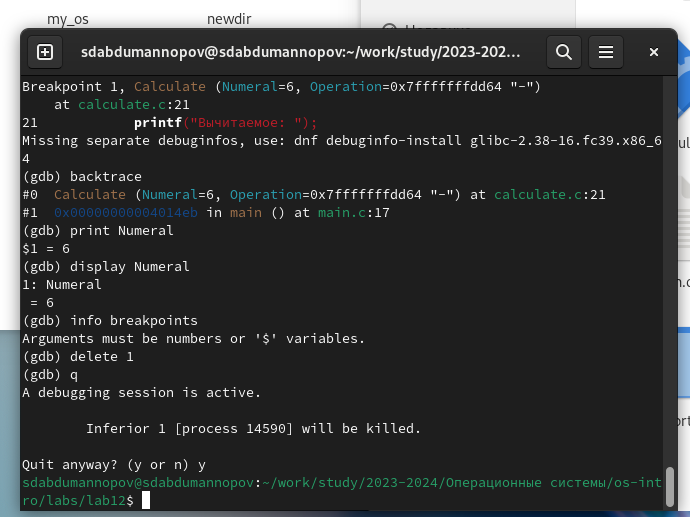 my_os newdir
sdabdumannopov@sdabdumannopov:~/work/study/2023-202...
Breakpoint 1, Calculate (Numeral=6, Operation=0x7fffffffdd64 "-")
    at calculate.c:21
21            printf("Вычитаемое: ");
Missing separate debuginfos, use: dnf debuginfo-install glibc-2.38-16.fc39.x86_6
4
(gdb) backtrace
#0  Calculate (Numeral=6, Operation=0x7fffffffdd64 "-") at calculate.c:21
#1  0x00000000004014eb in main () at main.c:17
(gdb) print Numeral
$1 = 6
(gdb) display Numeral
1: Numeral
 = 6
(gdb) info breakpoints
Arguments must be numbers or '$' variables.
(gdb) delete 1
(gdb) q
A debugging session is active.
        Inferior 1 [process 14590] will be killed.
Quit anyway? (y or n) y
sdabdumannopov@sdabdumannopov:~/work/study/2023-2024/Операционные системы/os-int
ro/labs/lab12$